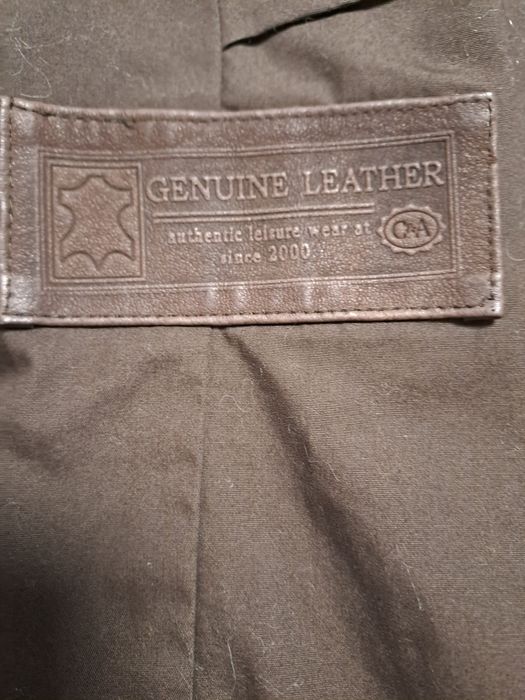 GENUINE LEATHER
authentic leisure wear at C&A
since 2000